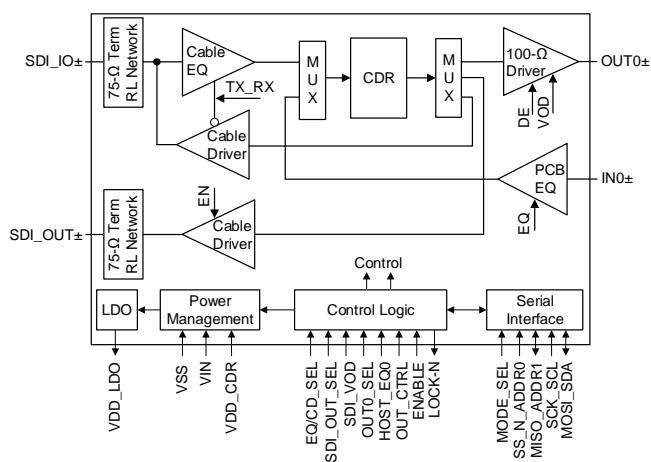 SDI_IO±
75-Ω Term
RL Network
Cable
EQ
TX_RX
Cable
Driver
M
U
X
CDR
M
U
X
100-Ω
Driver
OUT0±
DE
VOD
PCB
EQ
IN0±
EQ
SDI_OUT±
75-Ω Term
RL Network
EN
Cable
Driver
Control
LDO
Power
Management
Control Logic
Serial
Interface
VDD_LDO
VSS
VIN
VDD_CDR
EQ/CD_SEL
SDI_OUT_SEL
SDI_VOD
OUT0_SEL
HOST_EQ0
OUT_CTRL
ENABLE
LOCK-N
MODE_SEL
SS_N_ADDR0
MISO_ADDR1
SCK_SCL
MOSI_SDA